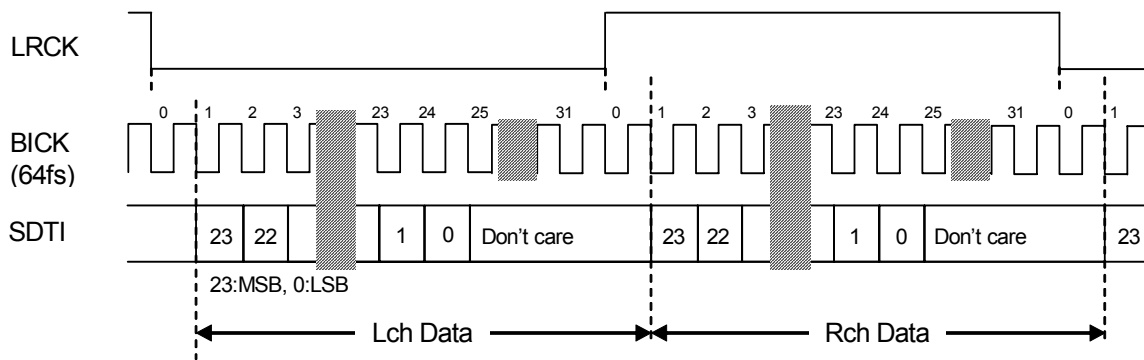 LRCK
0 1 2 3 23 24 25 31 0 1 2 3 23 24 25 31 0 1
BICK
(64fs)
SDTI 23 22 1 0 Don't care 23 22 1 0 Don't care 23
23:MSB, 0:LSB
Lch Data Rch Data